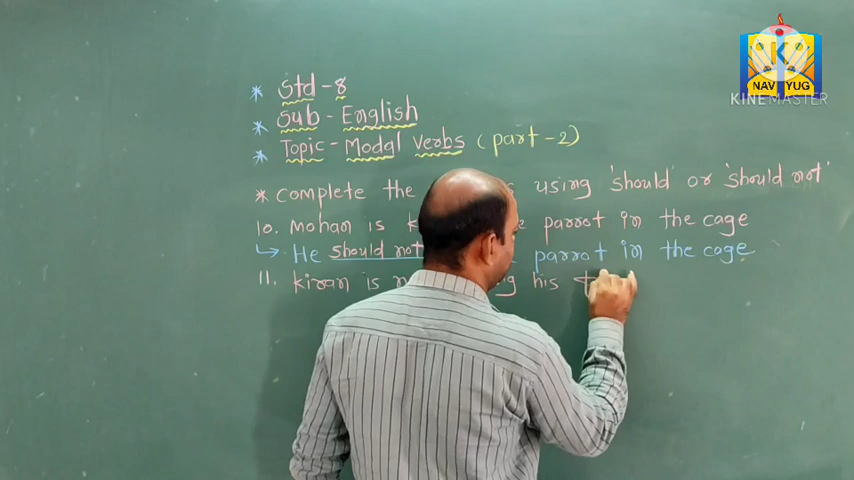 NAV YUG
KINEMASTER
* Std - 8
* Sub - English
* Topic - Modal verbs (part-2)
* Complete the using 'should' or 'should not'
10. Mohan is parrot in the cage
He should not parrot in the cage
11. Kiran is his